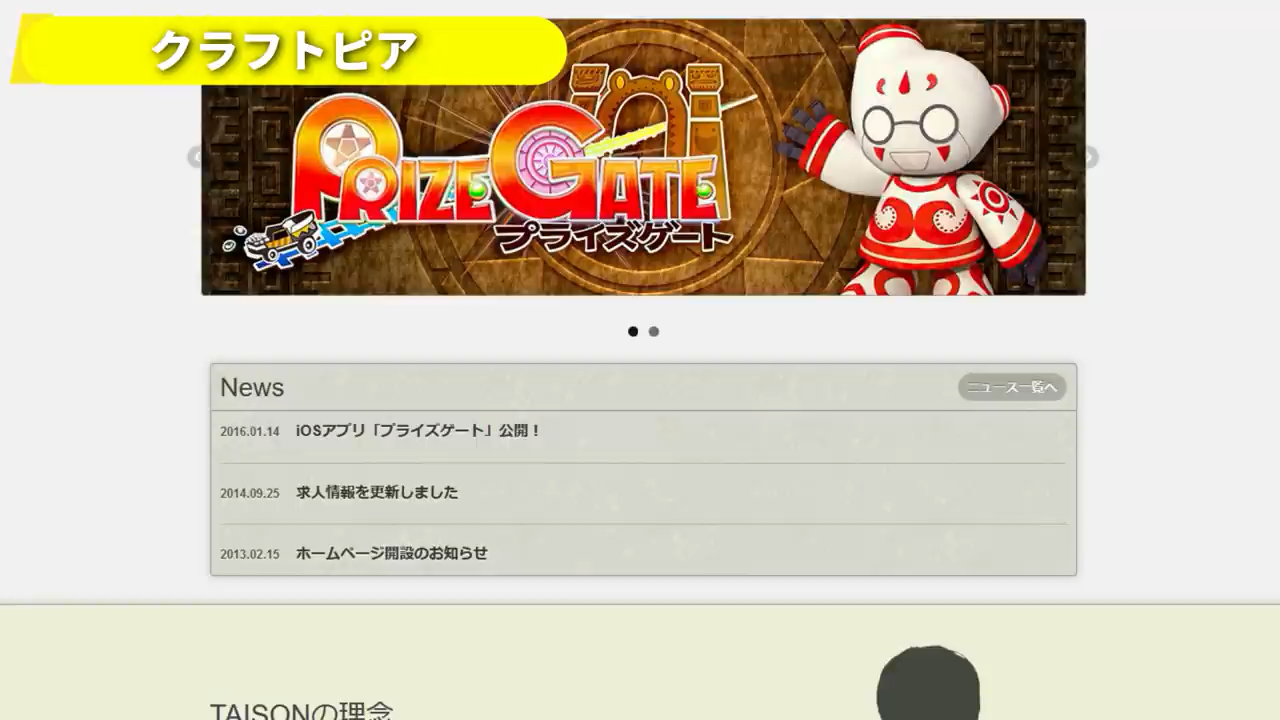 クラフトピア
PRIZE GATE
プライズゲート
News
ニュース一覧へ
2016.01.14 iOSアプリ「プライズゲート」公開！
2014.09.25 求人情報を更新しました
2013.02.15 ホームページ開設のお知らせ
TAISONの理念